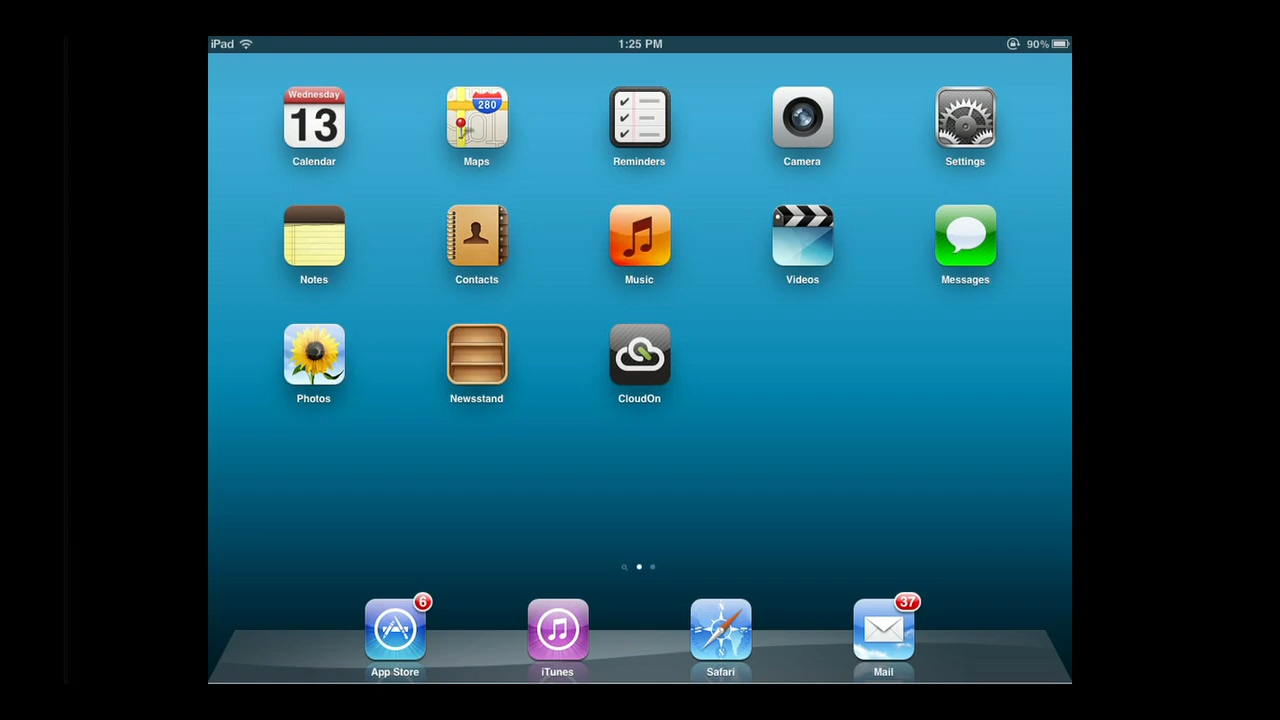 iPad 1:25 PM 90%
Wednesday
280
13
Calendar Maps Reminders Camera Settings
Notes Contacts Music Videos Messages
Photos Newsstand CloudOn
6 37
N
App Store iTunes Safari Mail